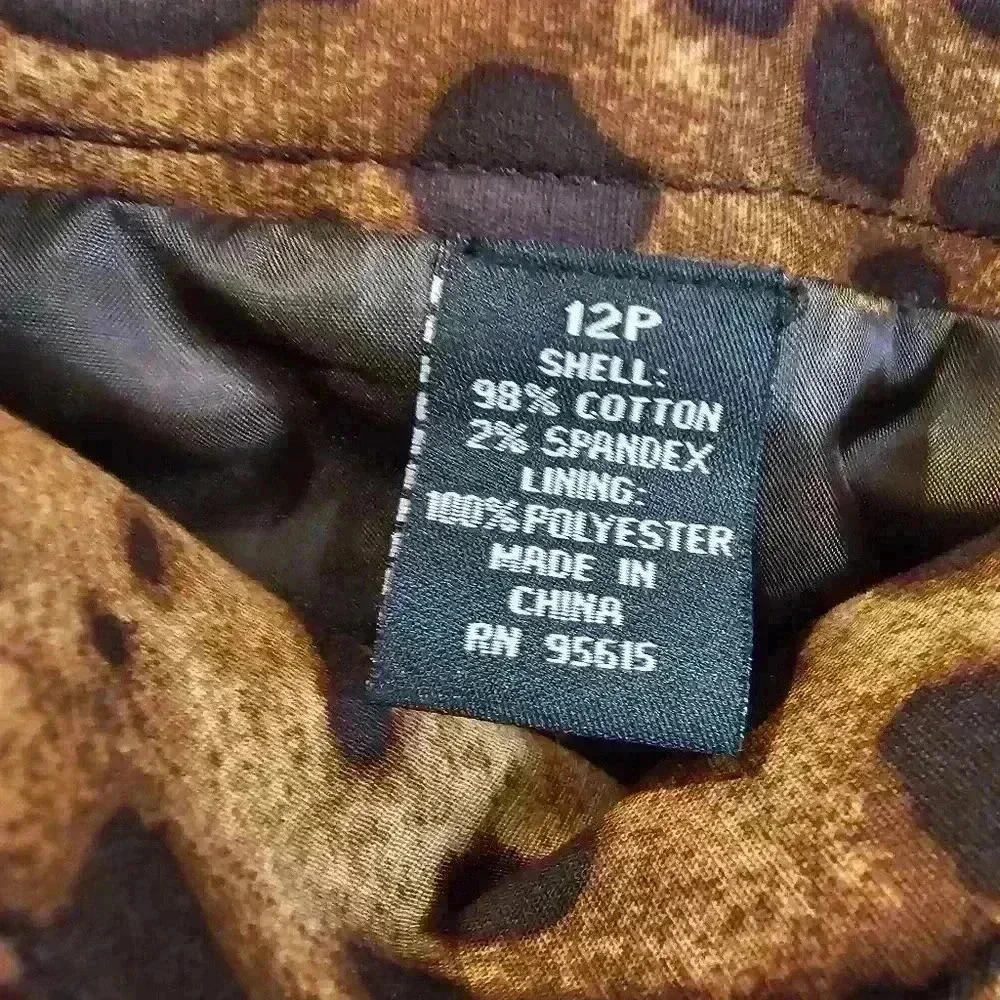 12P
SHELL:
98% COTTON
2% SPANDEX
LINING:
100% POLYESTER
MADE IN
CHINA
RN 95615